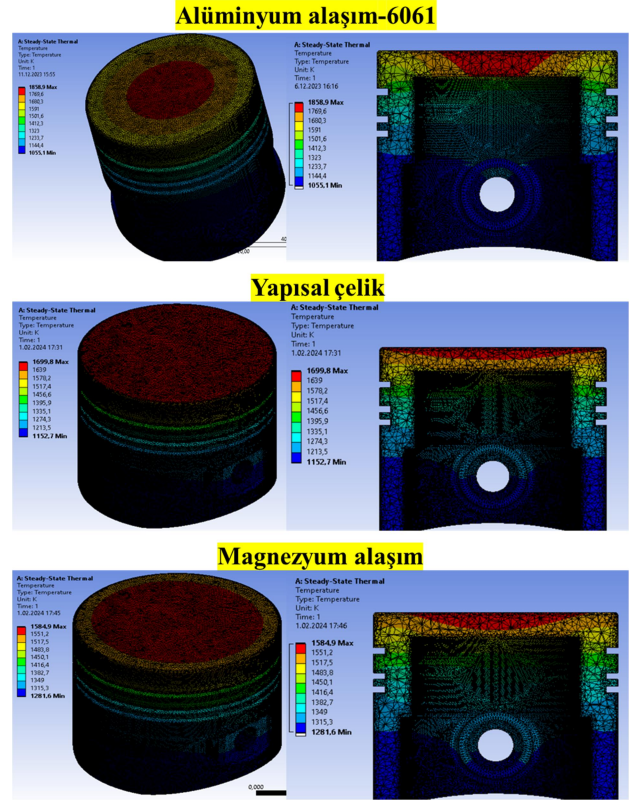 Alüminyum alaşım-6061
A: Steady-State Thermal
Temperature
Type: Temperature
Unit: K
Time: 1
11.12.2023 15:55
1858,9 Max
1769,6
1680,3
1591
1501,6
1412,3
1323
1233,7
1144,4
1055,1 Min
A: Steady-State Thermal
Temperature
Type: Temperature
Unit: K
Time: 1
6.12.2023 16:16
1858,9 Max
1769,6
1680,3
1591
1501,6
1412,3
1323
1233,7
1144,4
1055,1 Min
Yapısal çelik
A: Steady-State Thermal
Temperature
Type: Temperature
Unit: K
Time: 1
1.02.2024 17:31
1699,8 Max
1639
1578,2
1517,4
1456,6
1395,9
1335,1
1274,3
1213,5
1152,7 Min
A: Steady-State Thermal
Temperature
Type: Temperature
Unit: K
Time: 1
1.02.2024 17:31
1699,8 Max
1639
1578,2
1517,4
1456,6
1395,9
1335,1
1274,3
1213,5
1152,7 Min
Magnezyum alaşım
A: Steady-State Thermal
Temperature
Type: Temperature
Unit: K
Time: 1
1.02.2024 17:45
1584,9 Max
1551,2
1517,5
1483,8
1450,1
1416,4
1382,7
1349
1315,3
1281,6 Min
0,000
A: Steady-State Thermal
Temperature
Type: Temperature
Unit: K
Time: 1
1.02.2024 17:46
1584,9 Max
1551,2
1517,5
1483,8
1450,1
1416,4
1382,7
1349
1315,3
1281,6 Min